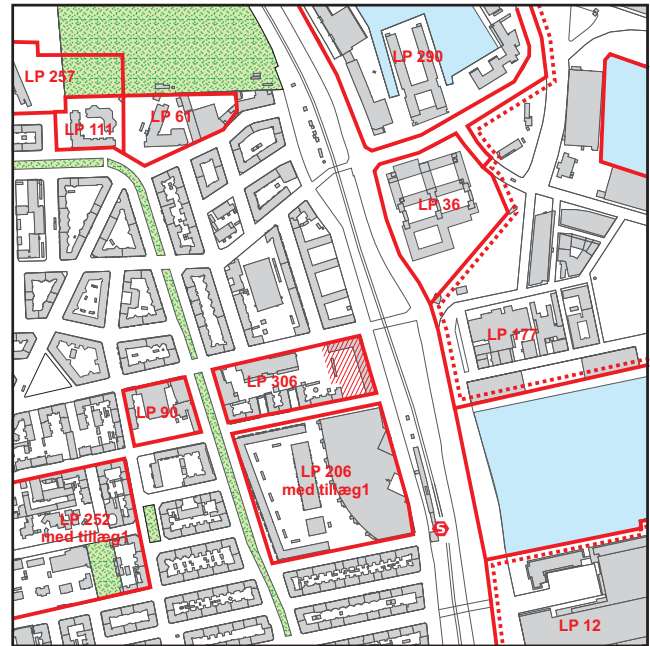 LP 290
LP 257
LP 61
LP 111
LP 36
LP 177
LP 306
LP 90
LP 206
med tillæg1
LP 252
med tillæg1
S
LP 12